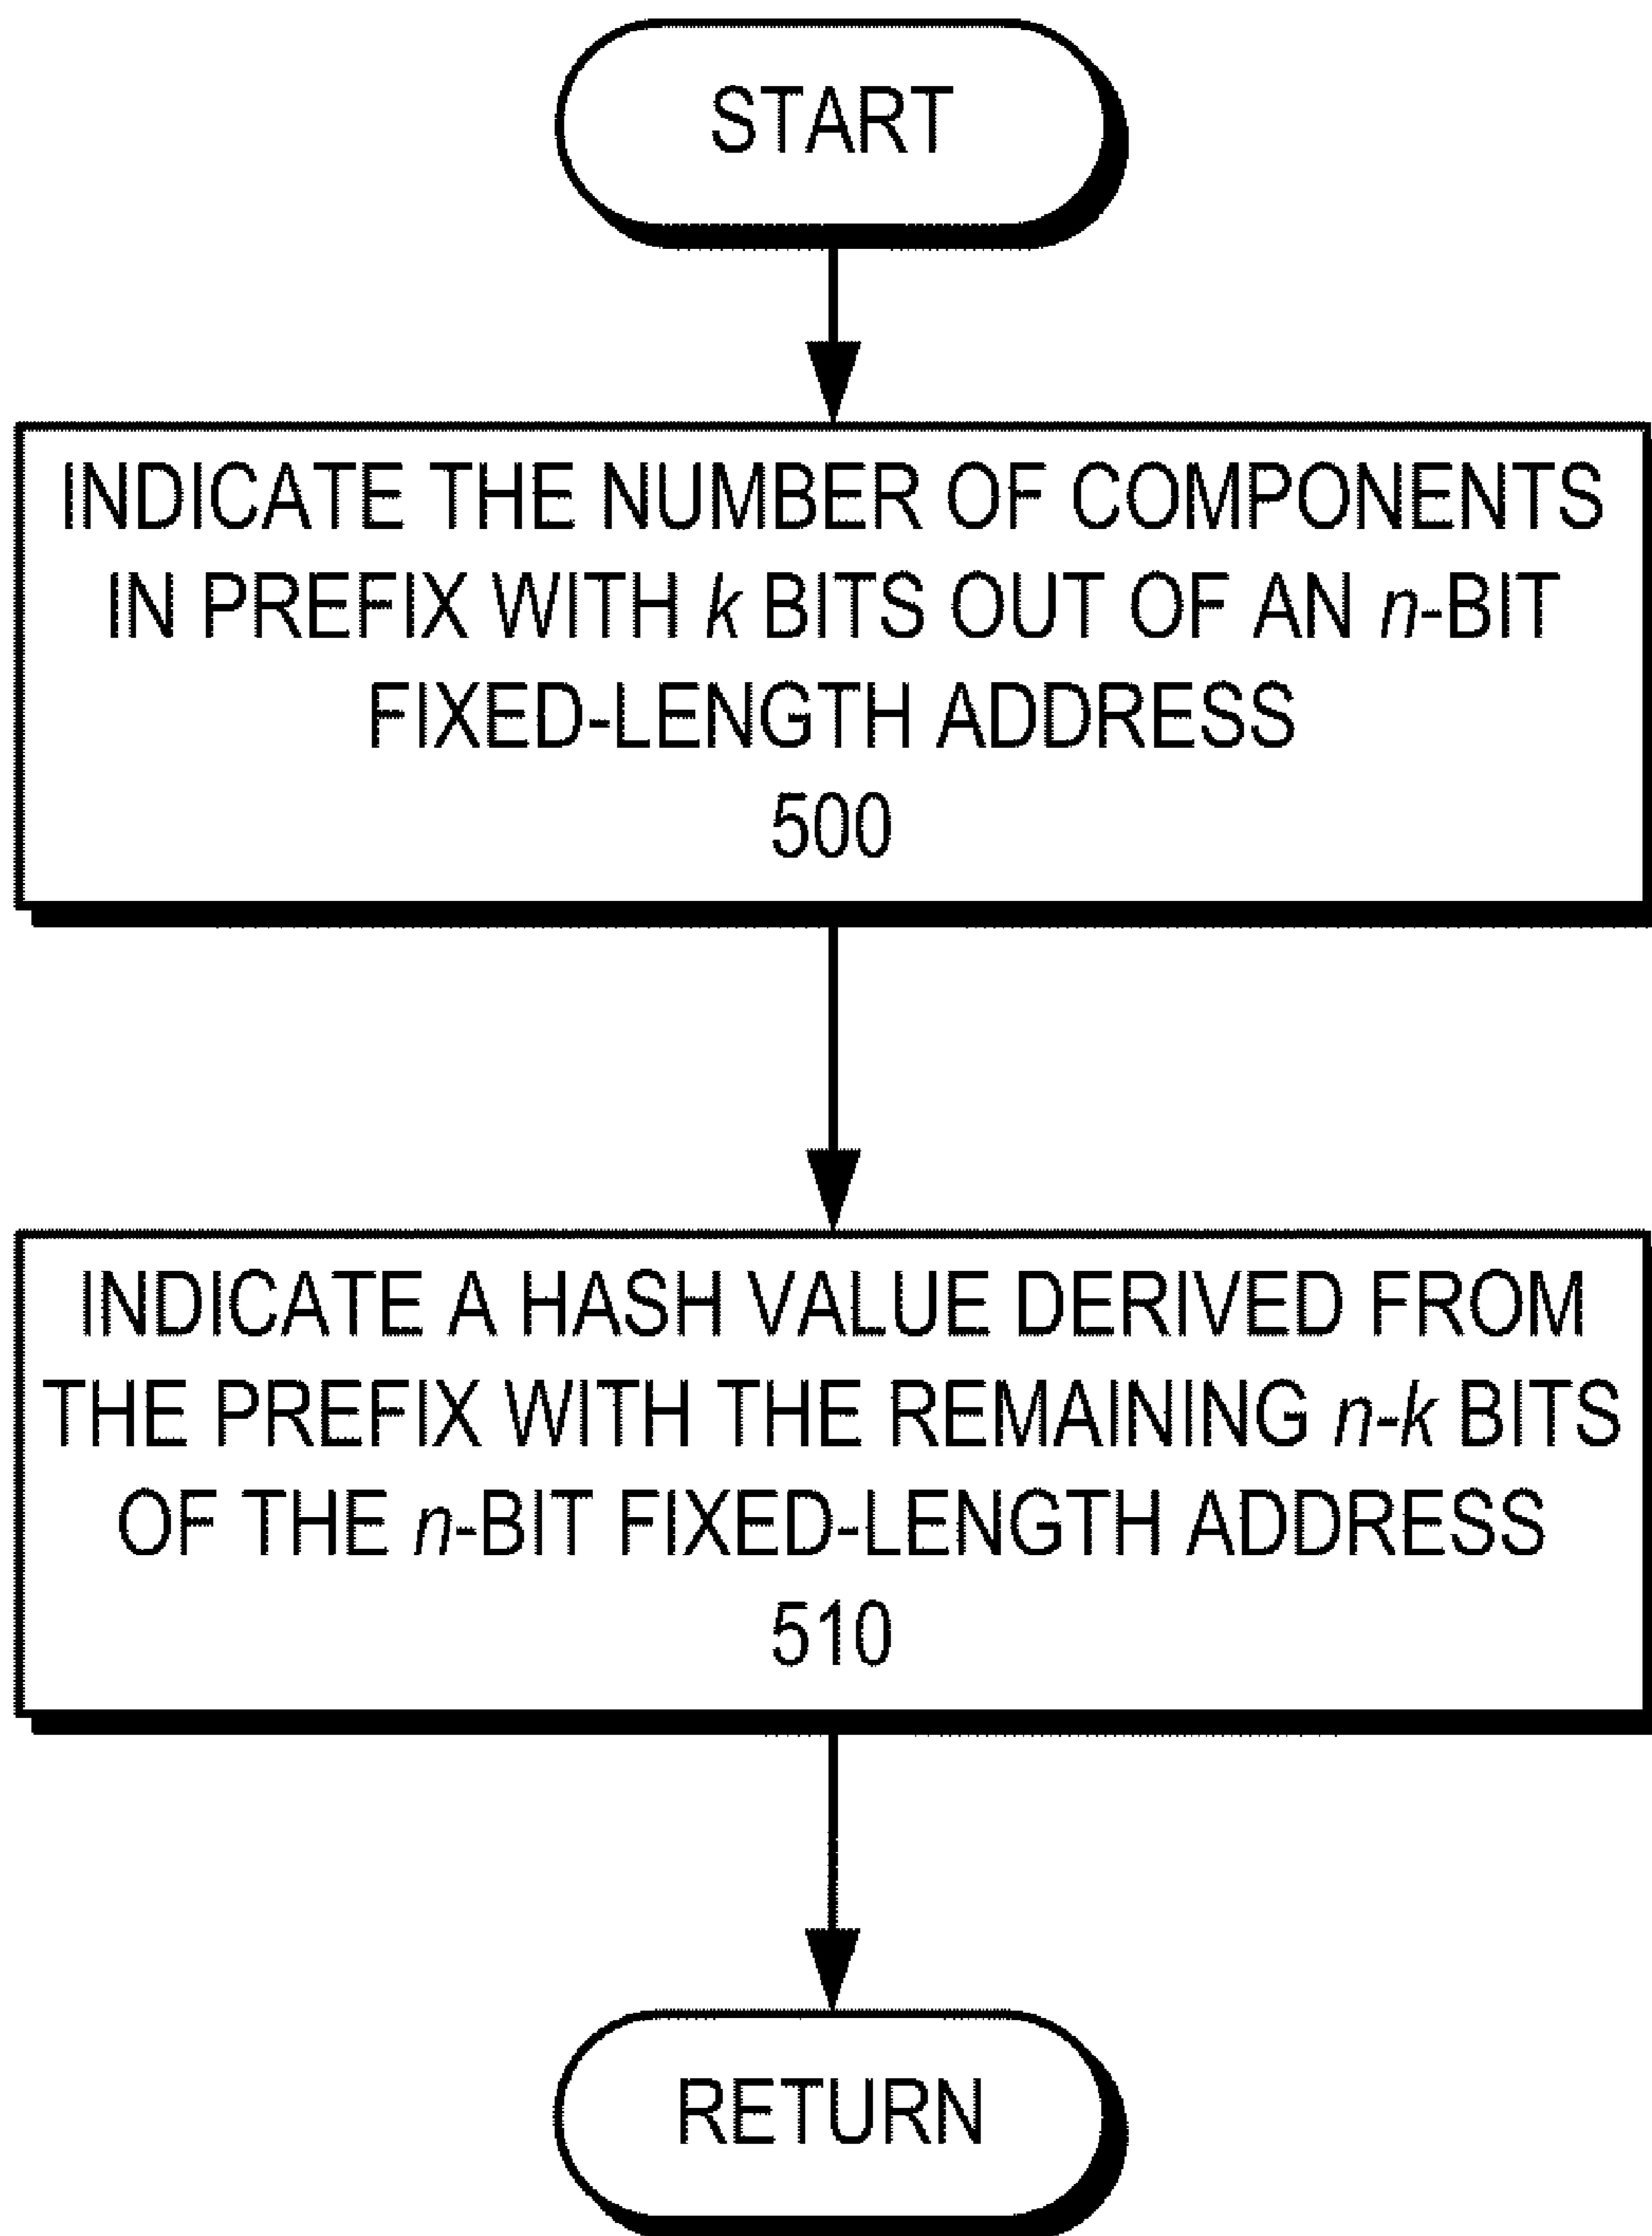 START
INDICATE THE NUMBER OF COMPONENTS
IN PREFIX WITH k BITS OUT OF AN n-BIT
FIXED-LENGTH ADDRESS
500
INDICATE A HASH VALUE DERIVED FROM
THE PREFIX WITH THE REMAINING n-k BITS
OF THE n-BIT FIXED-LENGTH ADDRESS
510
RETURN